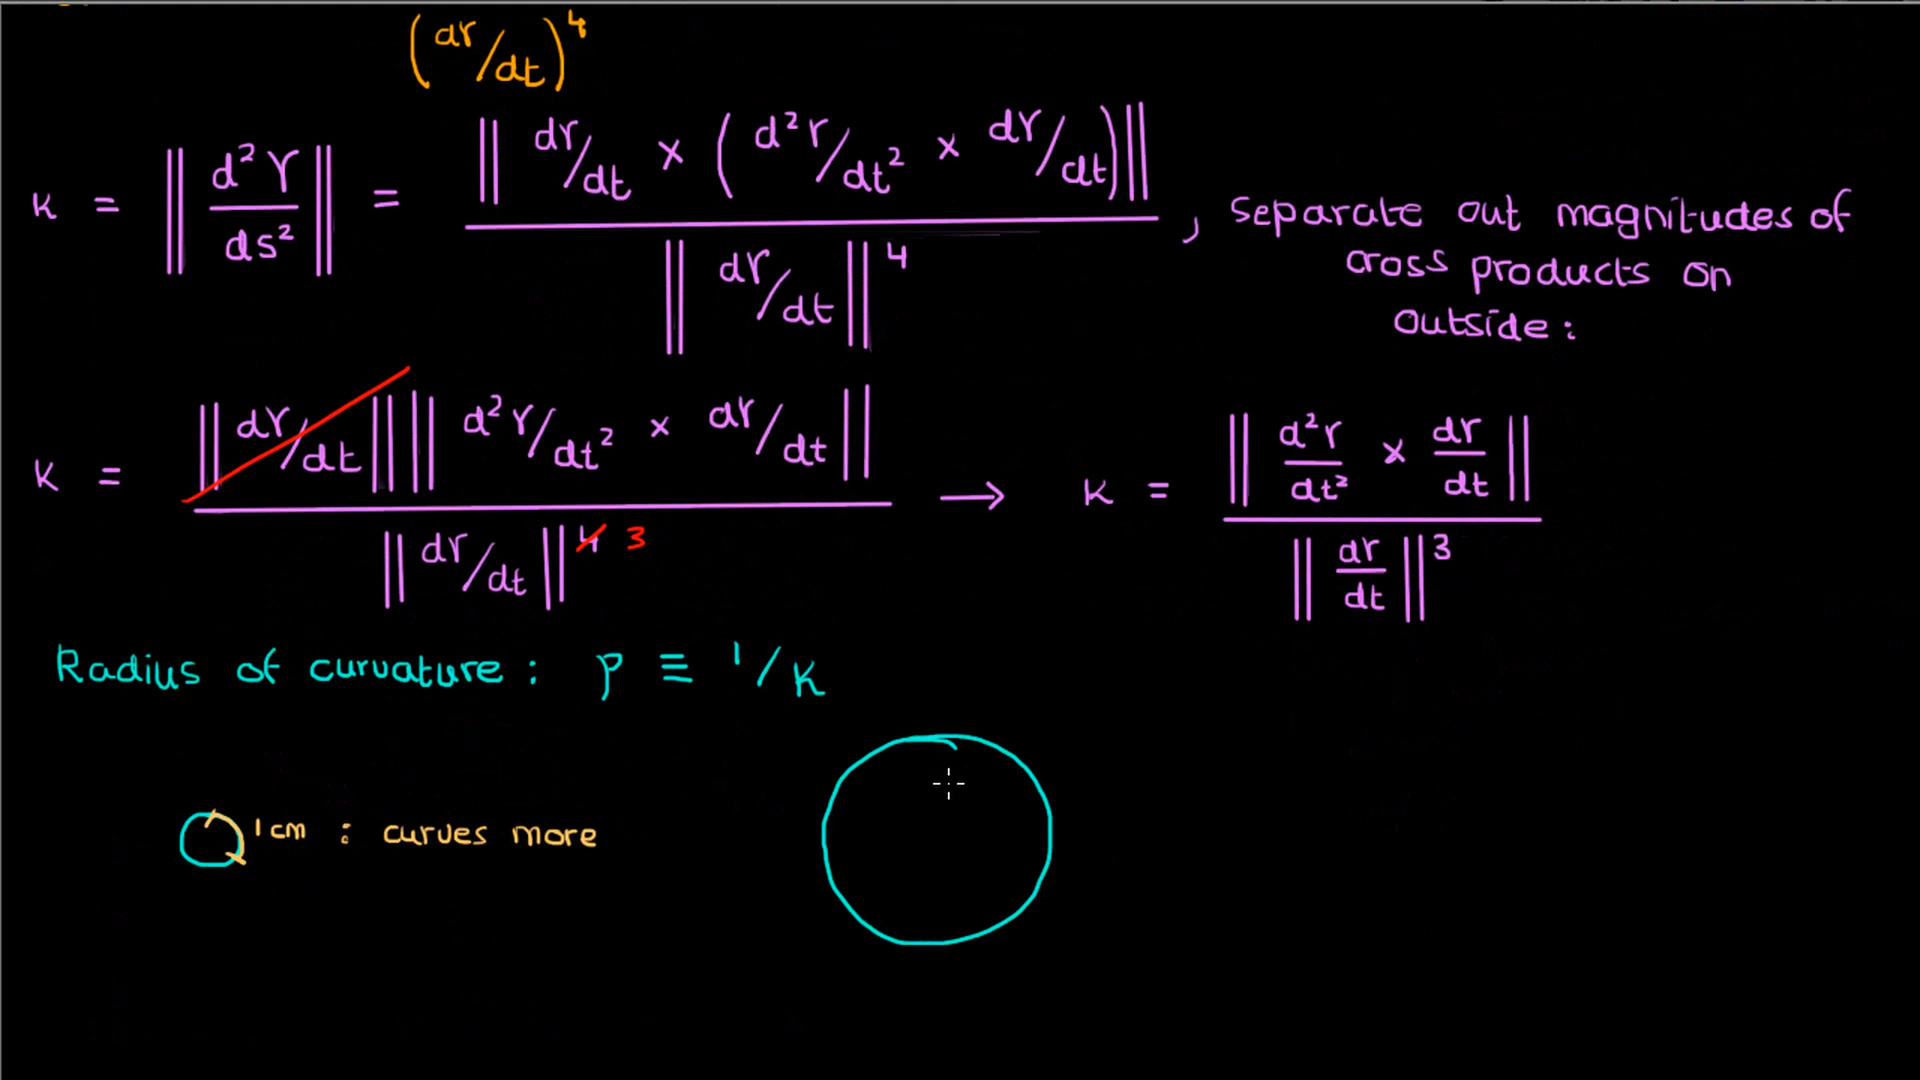 (dr/dt)^4
κ = ‖ d²r / ds² ‖ = ‖ dr/dt × ( d²r/dt² × dr/dt ) ‖ / ‖ dr/dt ‖^4 , separate out magnitudes of
cross products on
outside:
κ = ‖ dr/dt ‖ ‖ d²r/dt² × dr/dt ‖ / ‖ dr/dt ‖^4 3 → κ = ‖ d²r/dt² × dr/dt ‖ / ‖ dr/dt ‖³
Radius of curvature: ρ ≡ 1/κ
1cm : curves more